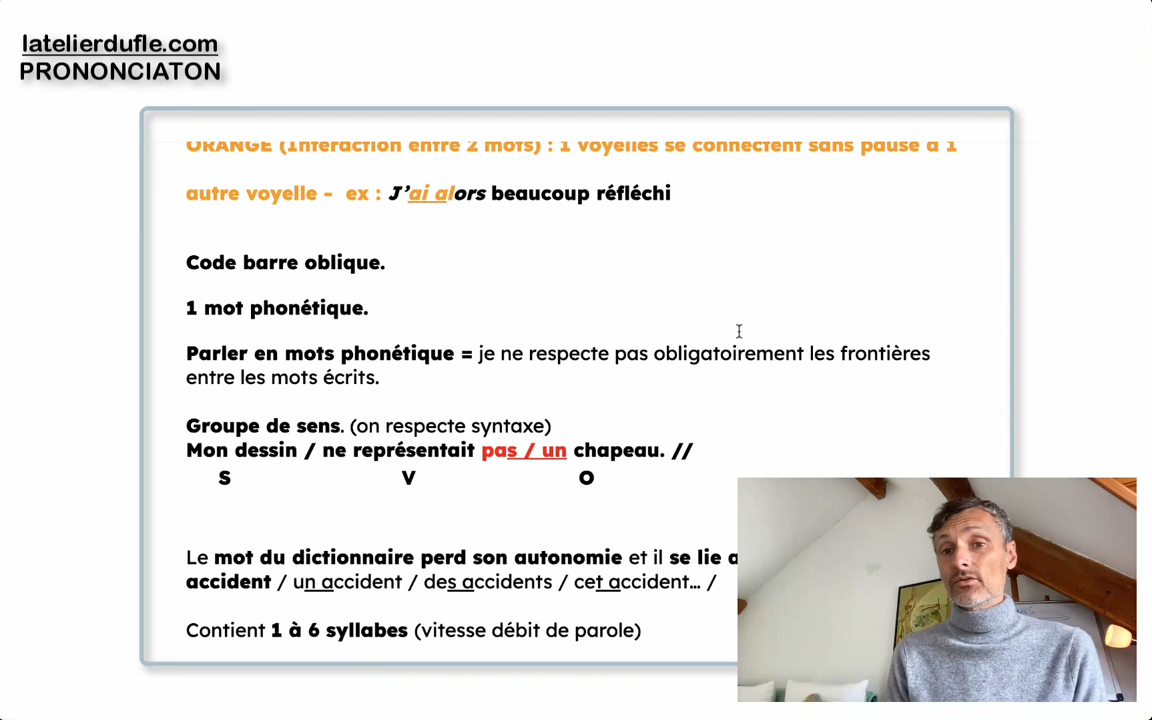 latelierdufle.com
PRONONCIATON
ORANGE (Interaction entre 2 mots) : 1 voyelles se connectent sans pause à 1
autre voyelle - ex : J'ai alors beaucoup réfléchi
Code barre oblique.
1 mot phonétique.
Parler en mots phonétique = je ne respecte pas obligatoirement les frontières
entre les mots écrits.
Groupe de sens. (on respecte syntaxe)
Mon dessin / ne représentait pas / un chapeau. //
S V O
Le mot du dictionnaire perd son autonomie et il se lie
accident / un accident / des accidents / cet accident... /
Contient 1 à 6 syllabes (vitesse débit de parole)